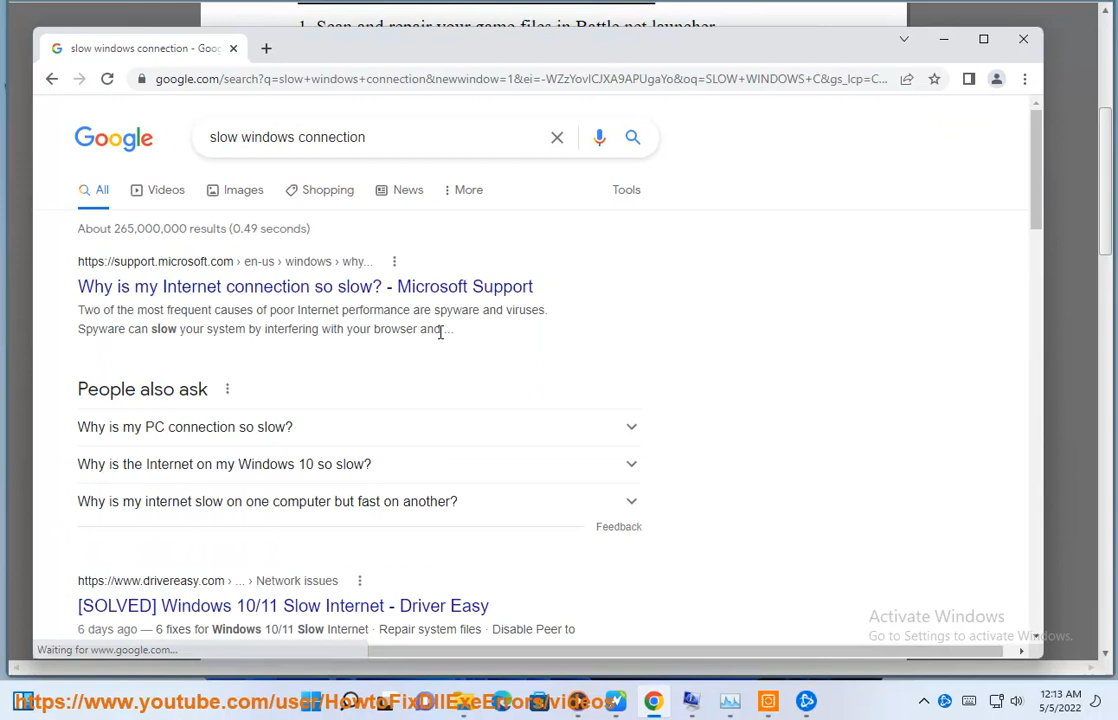 1. Scan and repair your game files in Battle.net launcher
slow windows connection - Goog
google.com/search?q=slow+windows+connection&newwindow=1&ei=-WZzYovICJXA9APUgaYo&oq=SLOW+WINDOWS+C&gs_lcp=C...
Google
slow windows connection
All Videos Images Shopping News More Tools
About 265,000,000 results (0.49 seconds)
https://support.microsoft.com › en-us › windows › why...
Why is my Internet connection so slow? - Microsoft Support
Two of the most frequent causes of poor Internet performance are spyware and viruses.
Spyware can slow your system by interfering with your browser and ...
People also ask
Why is my PC connection so slow?
Why is the Internet on my Windows 10 so slow?
Why is my internet slow on one computer but fast on another?
Feedback
https://www.drivereasy.com › ... › Network issues
[SOLVED] Windows 10/11 Slow Internet - Driver Easy
6 days ago — 6 fixes for Windows 10/11 Slow Internet · Repair system files · Disable Peer to
Activate Windows
Go to Settings to activate Windows.
Waiting for www.google.com...
https://www.youtube.com/user/HowtoFixDllExeErrors/videos
12:13 AM
5/5/2022